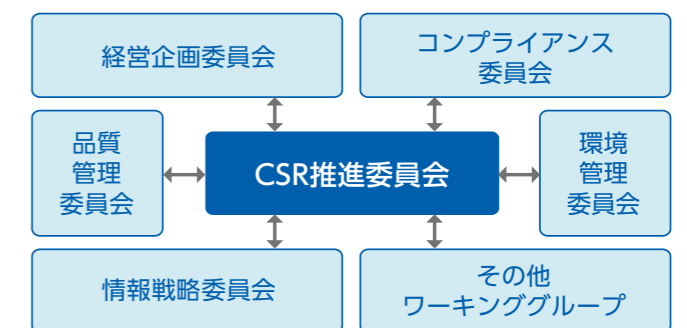 経営企画委員会
コンプライアンス
委員会
品質
管理
委員会
CSR推進委員会
環境
管理
委員会
情報戦略委員会
その他
ワーキンググループ